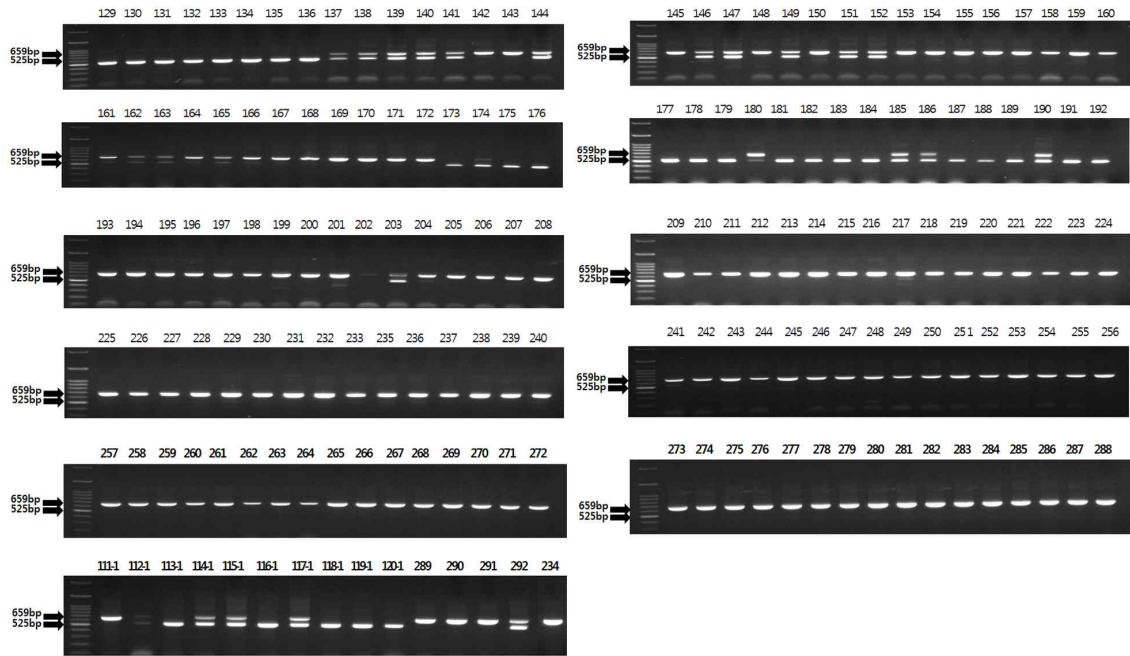 129 130 131 132 133 134 135 136 137 138 139 140 141 142 143 144
659bp
525bp
145 146 147 148 149 150 151 152 153 154 155 156 157 158 159 160
659bp
525bp
161 162 163 164 165 166 167 168 169 170 171 172 173 174 175 176
659bp
525bp
177 178 179 180 181 182 183 184 185 186 187 188 189 190 191 192
659bp
525bp
193 194 195 196 197 198 199 200 201 202 203 204 205 206 207 208
659bp
525bp
209 210 211 212 213 214 215 216 217 218 219 220 221 222 223 224
659bp
525bp
225 226 227 228 229 230 231 232 233 235 236 237 238 239 240
659bp
525bp
241 242 243 244 245 246 247 248 249 250 251 252 253 254 255 256
659bp
525bp
257 258 259 260 261 262 263 264 265 266 267 268 269 270 271 272
659bp
525bp
273 274 275 276 277 278 279 280 281 282 283 284 285 286 287 288
659bp
525bp
111-1 112-1 113-1 114-1 115-1 116-1 117-1 118-1 119-1 120-1 289 290 291 292 234
659bp
525bp